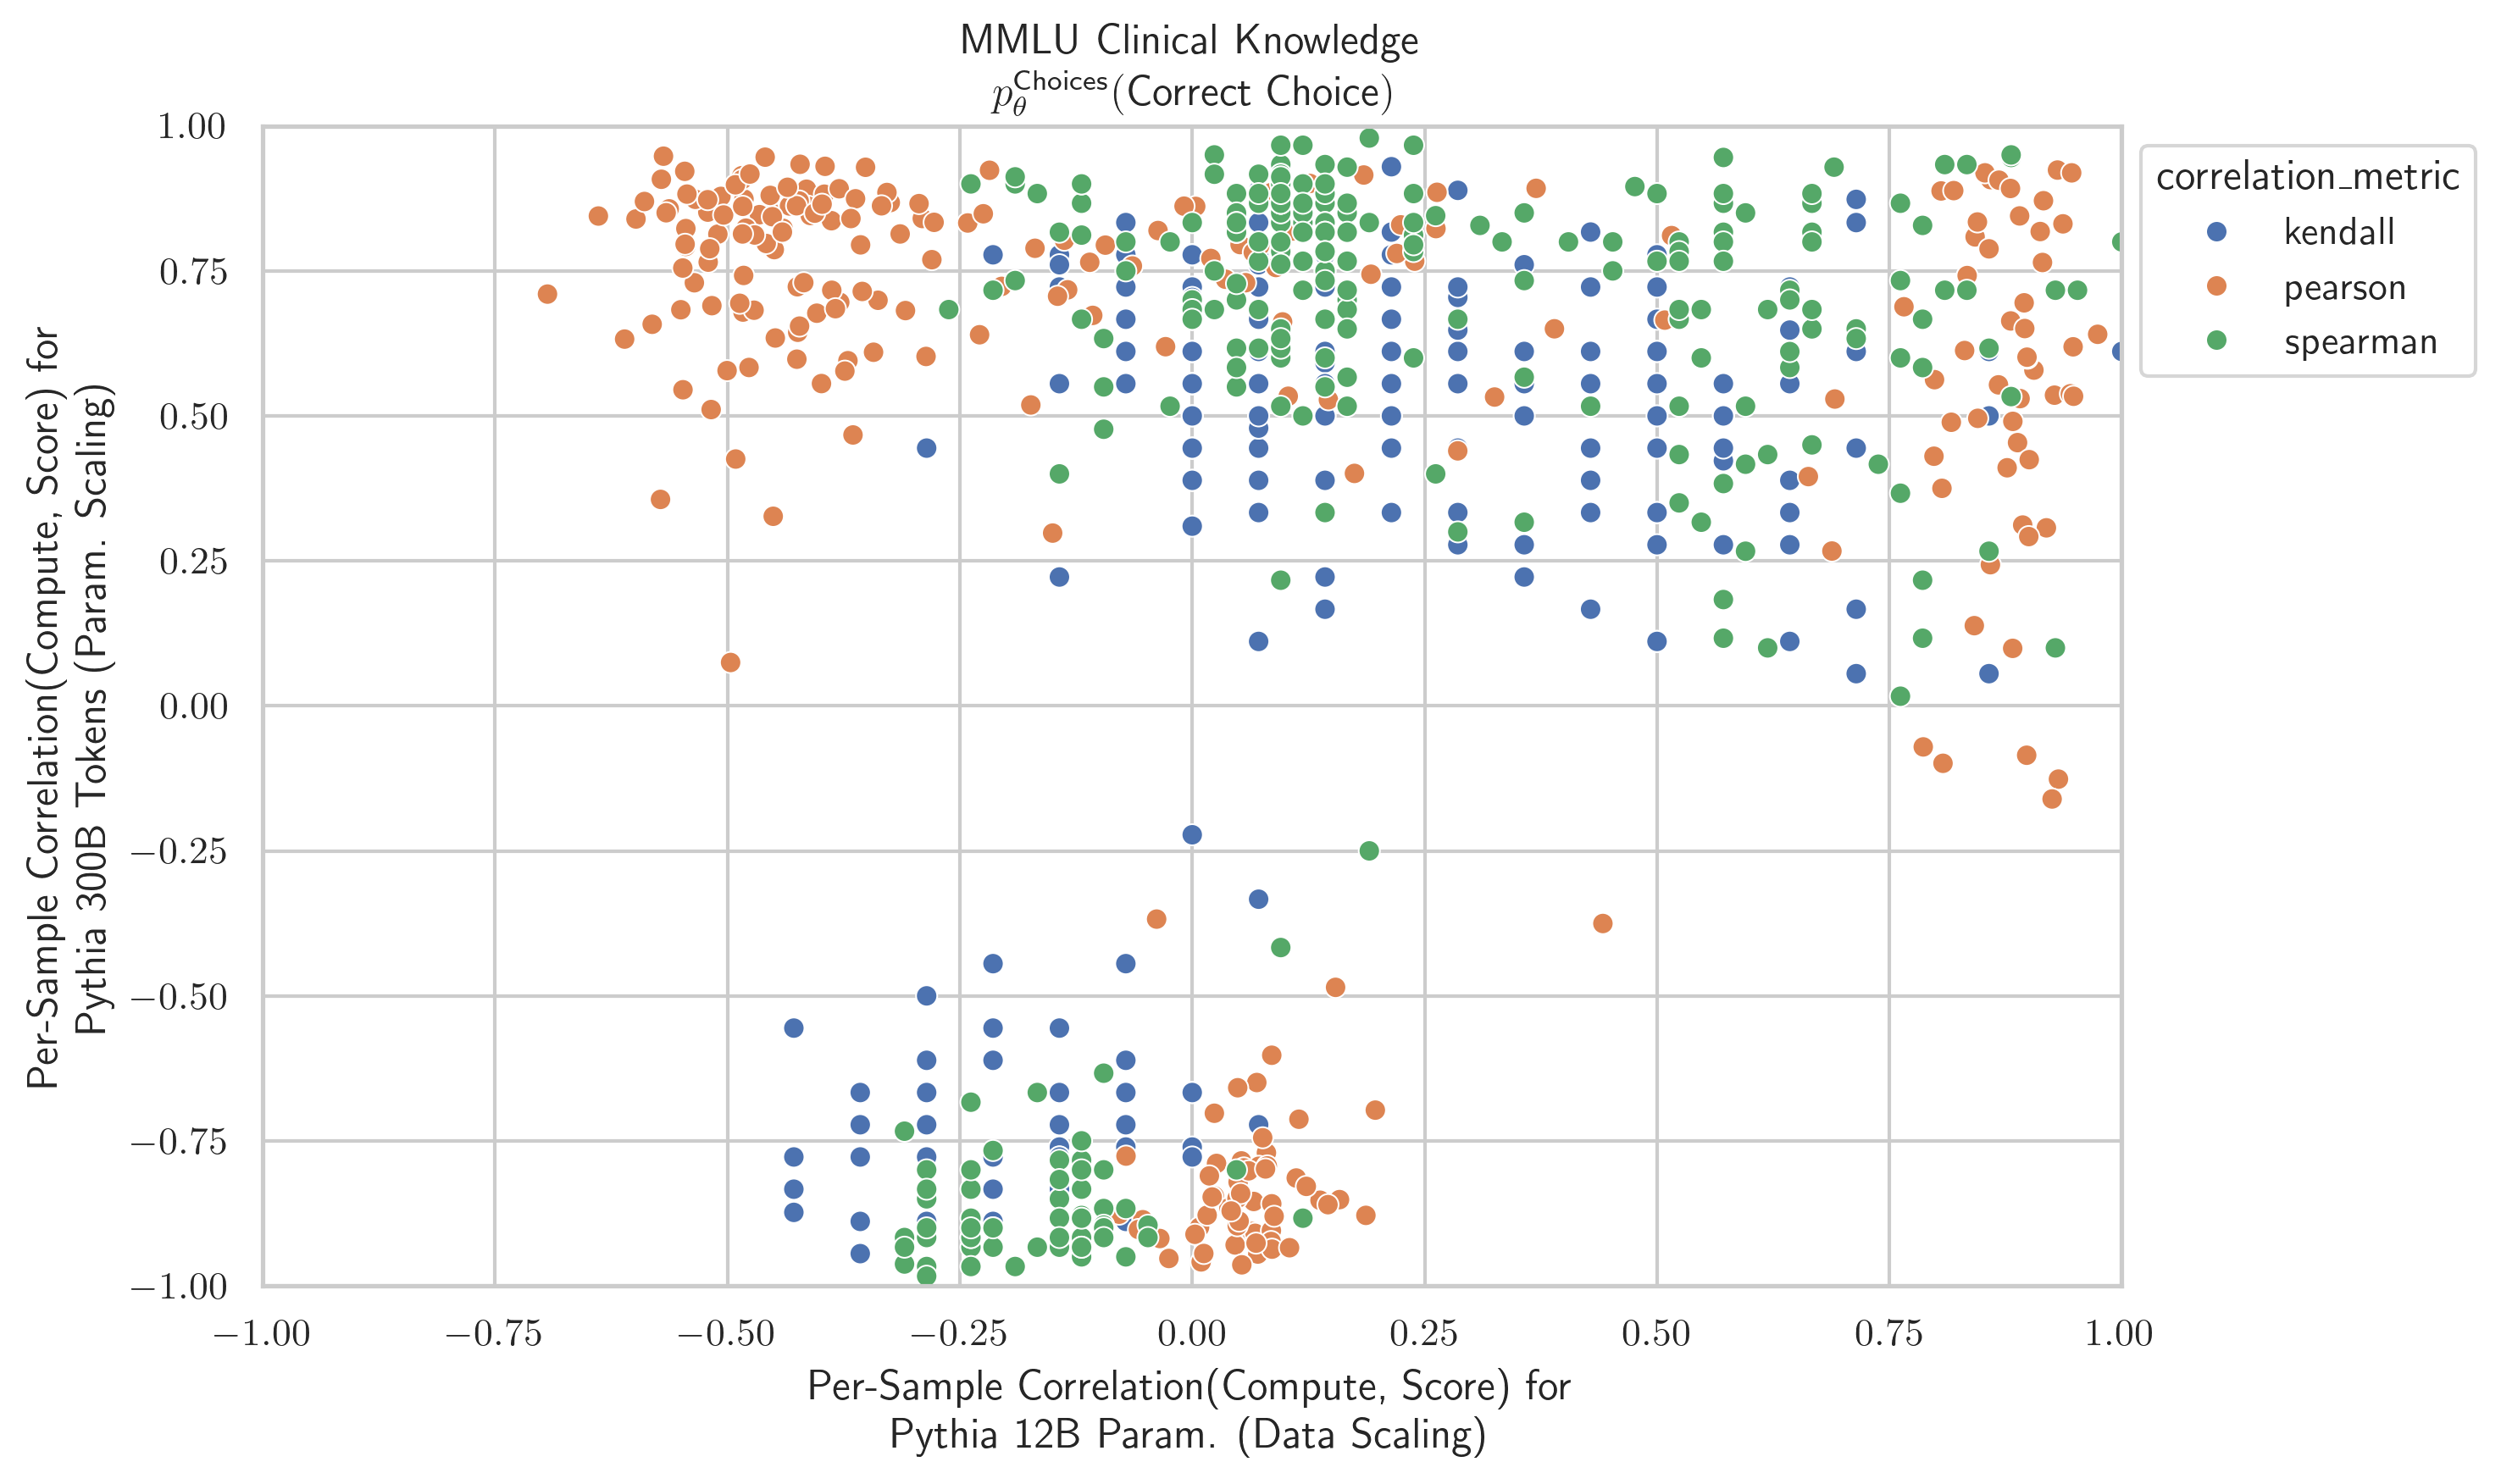 MMLU Clinical Knowledge
p_θ^Choices(Correct Choice)
Per-Sample Correlation(Compute, Score) for
Pythia 300B Tokens (Param. Scaling)
1.00
0.75
0.50
0.25
0.00
−0.25
−0.50
−0.75
−1.00
−1.00 −0.75 −0.50 −0.25 0.00 0.25 0.50 0.75 1.00
Per-Sample Correlation(Compute, Score) for
Pythia 12B Param. (Data Scaling)
correlation_metric
kendall
pearson
spearman